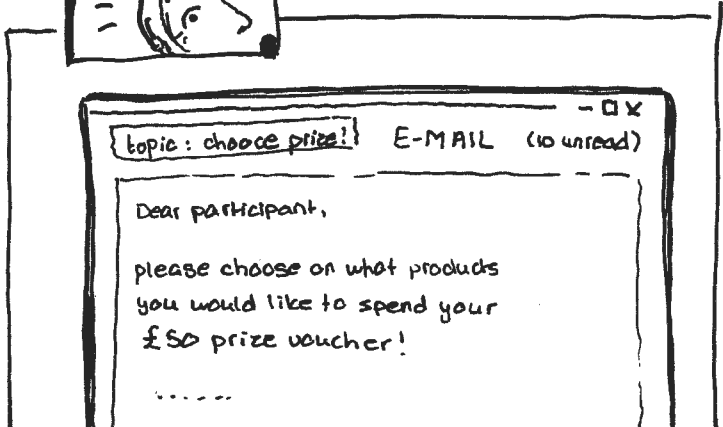 topic : choose prize! E-MAIL (10 unread)
Dear participant,
please choose on what products
you would like to spend your
£50 prize voucher!
.......